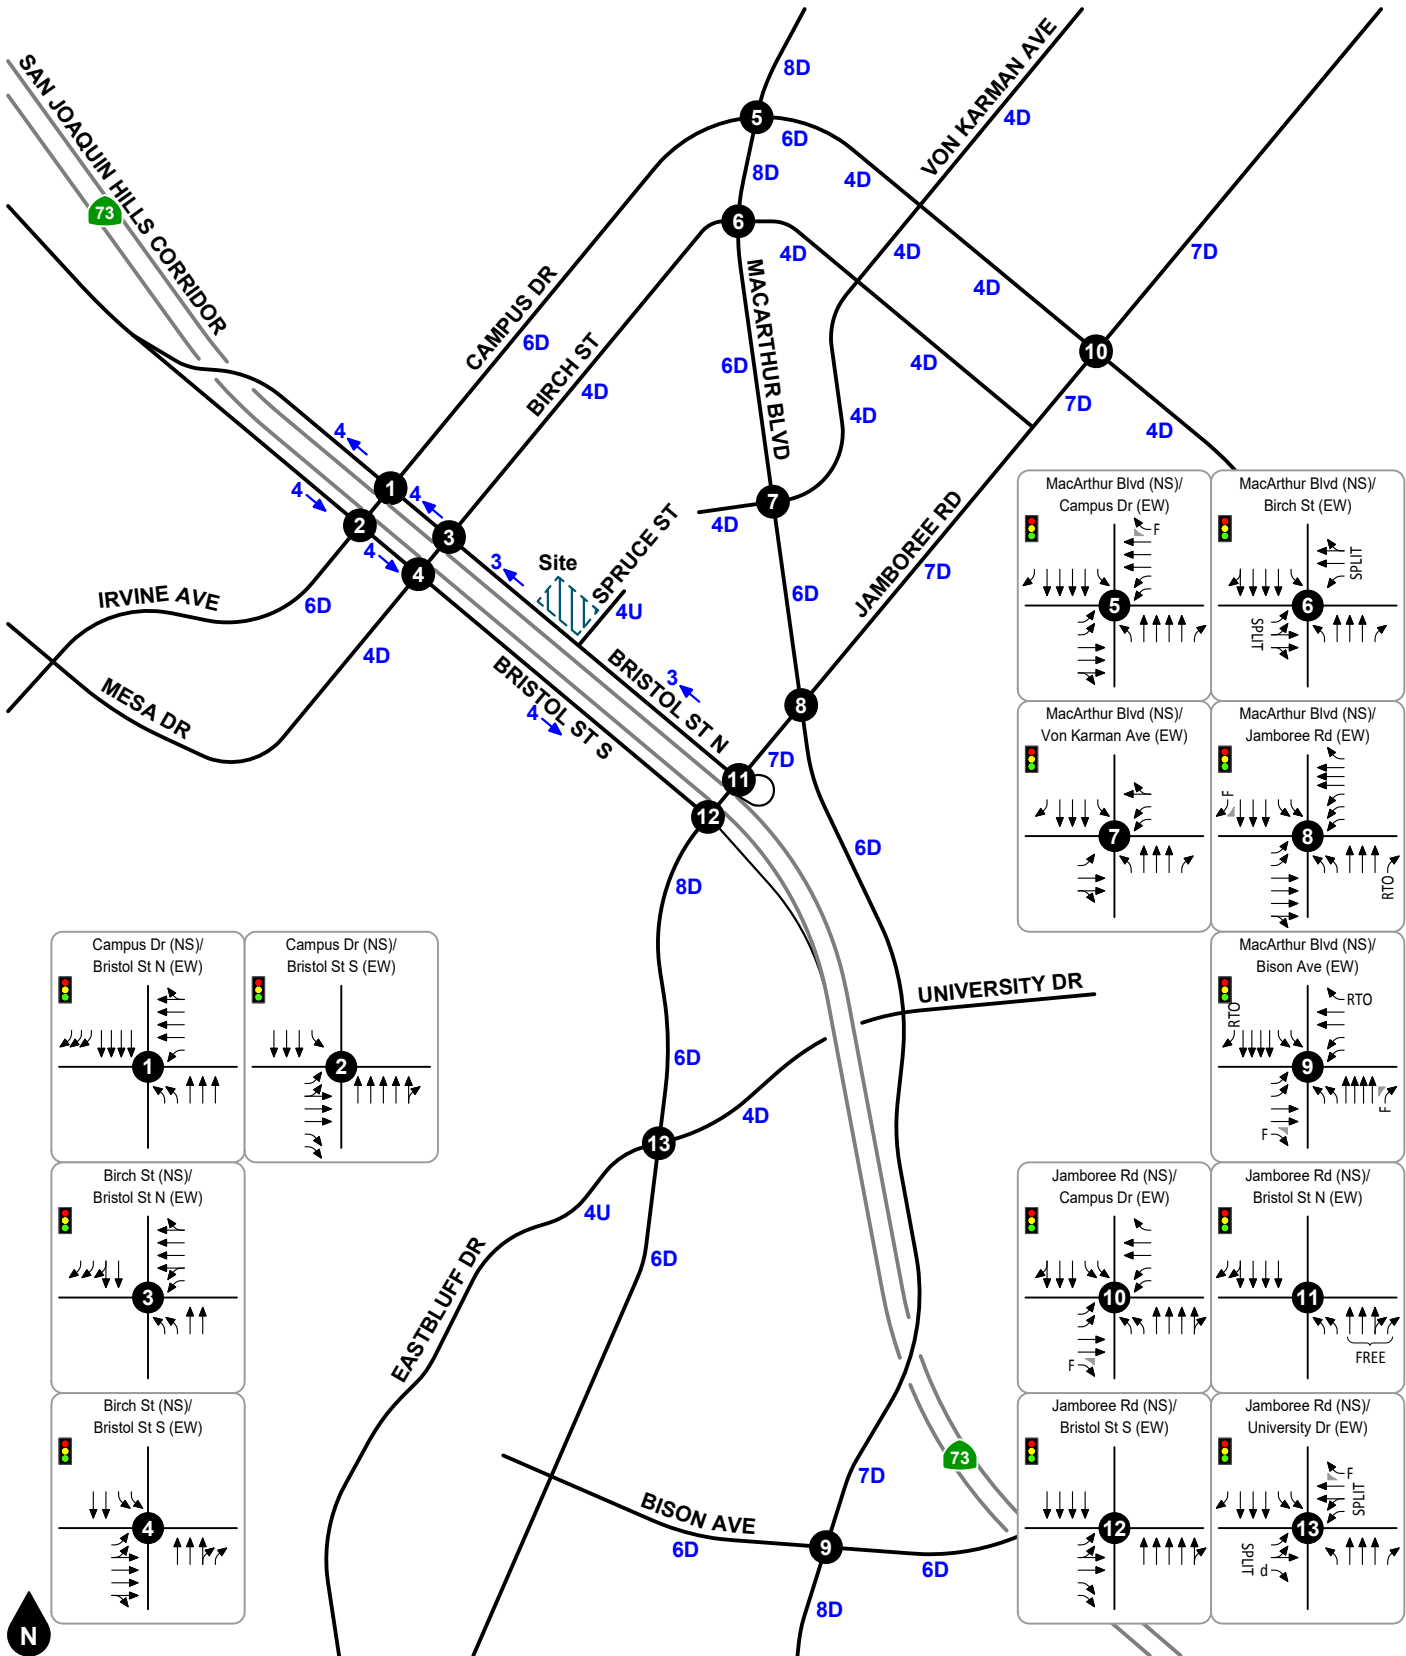 8D
SAN JOAQUIN HILLS CORRIDOR
VON KARMAN AVE
4D
5
6D
8D
4D
73
6
4D
4D
7D
MACARTHUR BLVD
CAMPUS DR
4D
6D
BIRCH ST
6D
4D
10
4D
7D
4D
4D
4
4D
1
4
4
JAMBOREE RD
7
2
3
4D
SPRUCE ST
4
3
Site
4
7D
IRVINE AVE
6D
4U
6D
4D
BRISTOL ST N
3
MESA DR
BRISTOL ST S
4
8
7D
11
12
6D
8D
UNIVERSITY DR
6D
4D
13
4U
6D
EASTBLUFF DR
73
7D
BISON AVE
6D
9
6D
8D
N
MacArthur Blvd (NS)/
Campus Dr (EW)
F
5
MacArthur Blvd (NS)/
Birch St (EW)
SPLIT
6
SPLIT
MacArthur Blvd (NS)/
Von Karman Ave (EW)
7
MacArthur Blvd (NS)/
Jamboree Rd (EW)
F
8
RTO
Campus Dr (NS)/
Bristol St N (EW)
1
Campus Dr (NS)/
Bristol St S (EW)
2
MacArthur Blvd (NS)/
Bison Ave (EW)
RTO
RTO
9
F
F
Birch St (NS)/
Bristol St N (EW)
3
Jamboree Rd (NS)/
Campus Dr (EW)
10
F
Jamboree Rd (NS)/
Bristol St N (EW)
11
FREE
Birch St (NS)/
Bristol St S (EW)
4
Jamboree Rd (NS)/
Bristol St S (EW)
12
Jamboree Rd (NS)/
University Dr (EW)
F
SPLIT
13
SPLIT
d